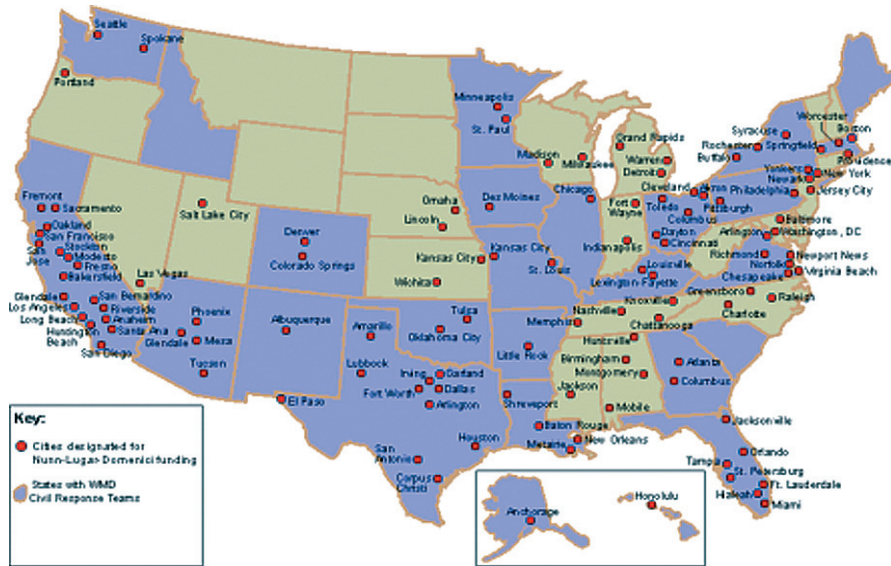 Seattle
Spokane
Portland
Minneapolis
St. Paul
Madison
Milwaukee
Grand Rapids
Warren
Detroit
Worcester
Syracuse
Boston
Rochester
Springfield
Buffalo
Providence
Yonkers
New York
Newark
Jersey City
Cleveland
Akron
Philadelphia
Fremont
Sacramento
Salt Lake City
Omaha
Lincoln
Des Moines
Chicago
Fort
Wayne
Toledo
Pittburgh
Columbus
Baltimore
Oakland
San Francisco
Stockton
San
Jose
Modesto
Fresno
Bakersfield
Denver
Colorado Springs
Kansas City
Kansas City
Indianapolis
Dayton
Cincinnati
Arlington
Washington, DC
Las Vegas
Wichita
St. Louis
Louisville
Lexington-Fayette
Richmond
Newport News
Norfolk
Chesapeake
Virginia Beach
Glendale
San Bernardino
Los Angeles
Riverside
Long Beach
Anaheim
Huntington
Beach
Santa Ana
San Diego
Phoenix
Glendale
Mesa
Tucson
Albuquerque
Amarillo
Tulsa
Oklahoma City
Lubbock
Memphis
Nashville
Knoxville
Greensboro
Raleigh
Charlotte
Chattanooga
Huntsville
Little Rock
Birmingham
Montgomery
Atlanta
Columbus
Irving
Garland
Fort Worth
Dallas
Arlington
El Paso
Shreveport
Jackson
Mobile
Baton Rouge
New Orleans
Metairie
Jacksonville
San
Antonio
Houston
Corpus
Christi
Orlando
Tampa
St. Petersburg
Ft. Lauderdale
Hialeah
Miami
Anchorage
Honolulu
Key:
Cities designated for
Nunn-Lugar-Domenici funding
States with WMD
Civil Response Teams